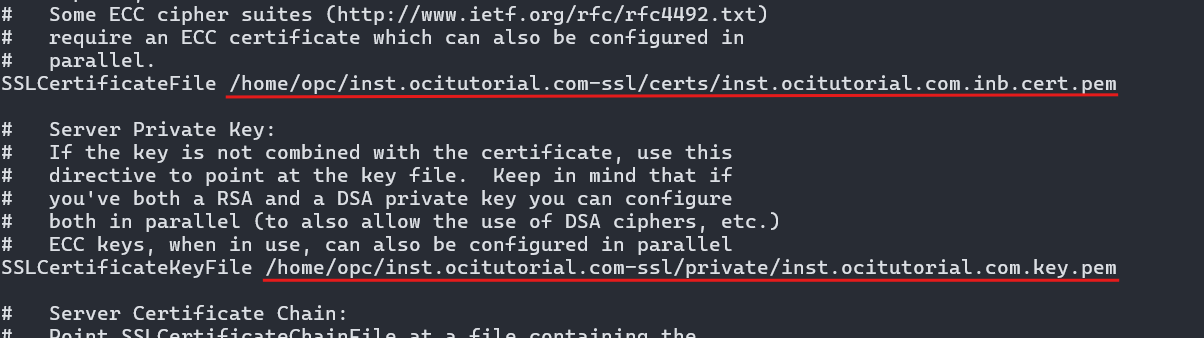 #   Some ECC cipher suites (http://www.ietf.org/rfc/rfc4492.txt)
#   require an ECC certificate which can also be configured in
#   parallel.
SSLCertificateFile /home/opc/inst.ocitutorial.com-ssl/certs/inst.ocitutorial.com.inb.cert.pem
#   Server Private Key:
#   If the key is not combined with the certificate, use this
#   directive to point at the key file.  Keep in mind that if
#   you've both a RSA and a DSA private key you can configure
#   both in parallel (to also allow the use of DSA ciphers, etc.)
#   ECC keys, when in use, can also be configured in parallel
SSLCertificateKeyFile /home/opc/inst.ocitutorial.com-ssl/private/inst.ocitutorial.com.key.pem
#   Server Certificate Chain:
#   Point SSLCertificateChainFile at a file containing the